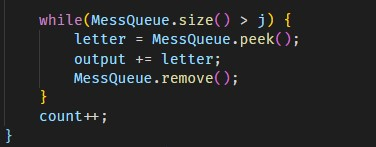 while(MessQueue.size() > j) {
letter = MessQueue.peek();
output += letter;
MessQueue.remove();
}
count++;
}